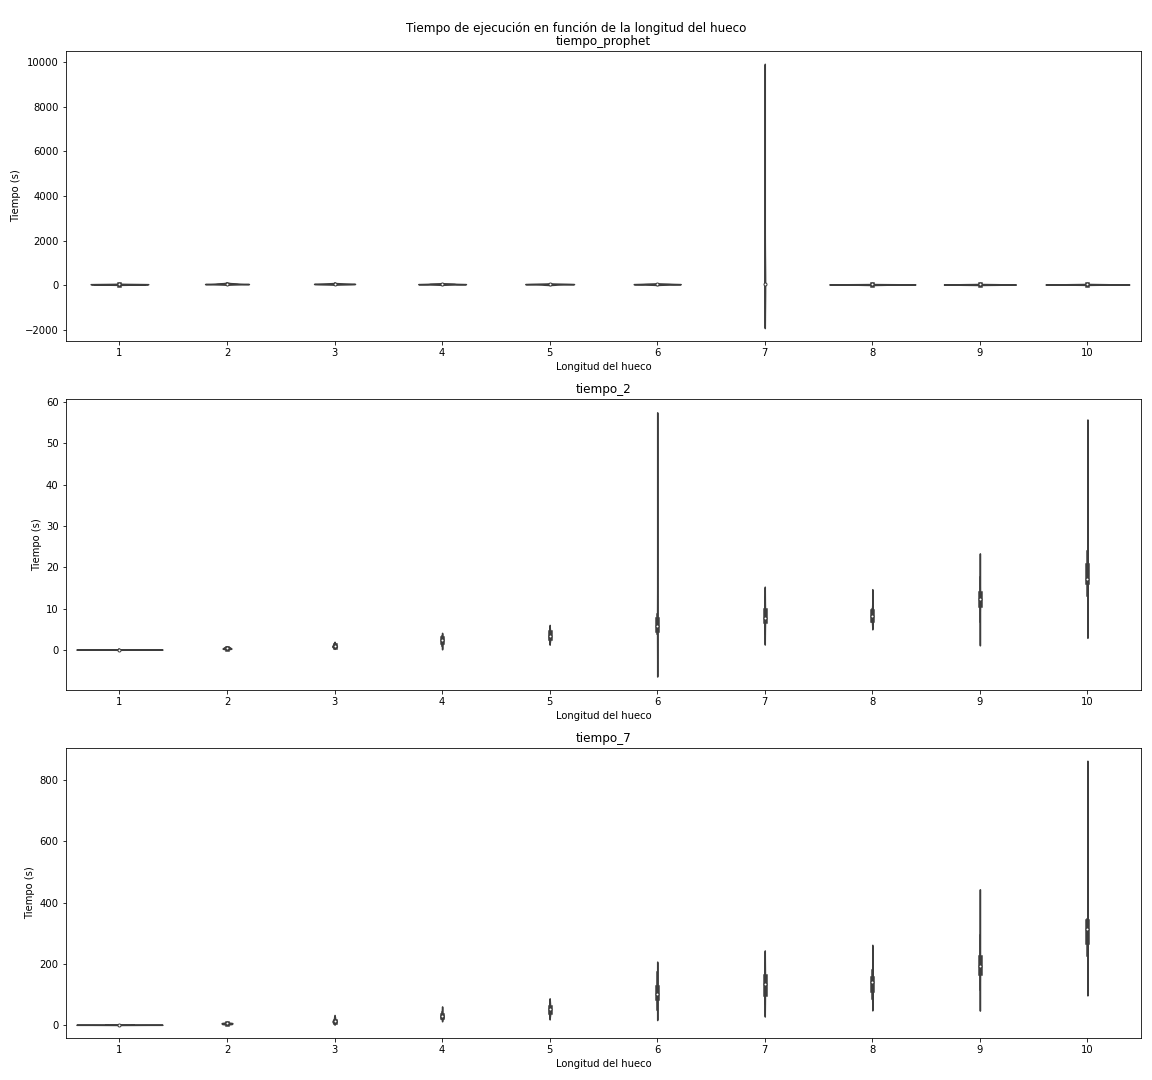 Tiempo de ejecución en función de la longitud del hueco
tiempo_prophet
10000
8000
6000
4000
2000
0
−2000
Tiempo (s)
1 2 3 4 5 6 7 8 9 10
Longitud del hueco
tiempo_2
60
50
40
30
20
10
0
Tiempo (s)
1 2 3 4 5 6 7 8 9 10
Longitud del hueco
tiempo_7
800
600
400
200
0
Tiempo (s)
1 2 3 4 5 6 7 8 9 10
Longitud del hueco